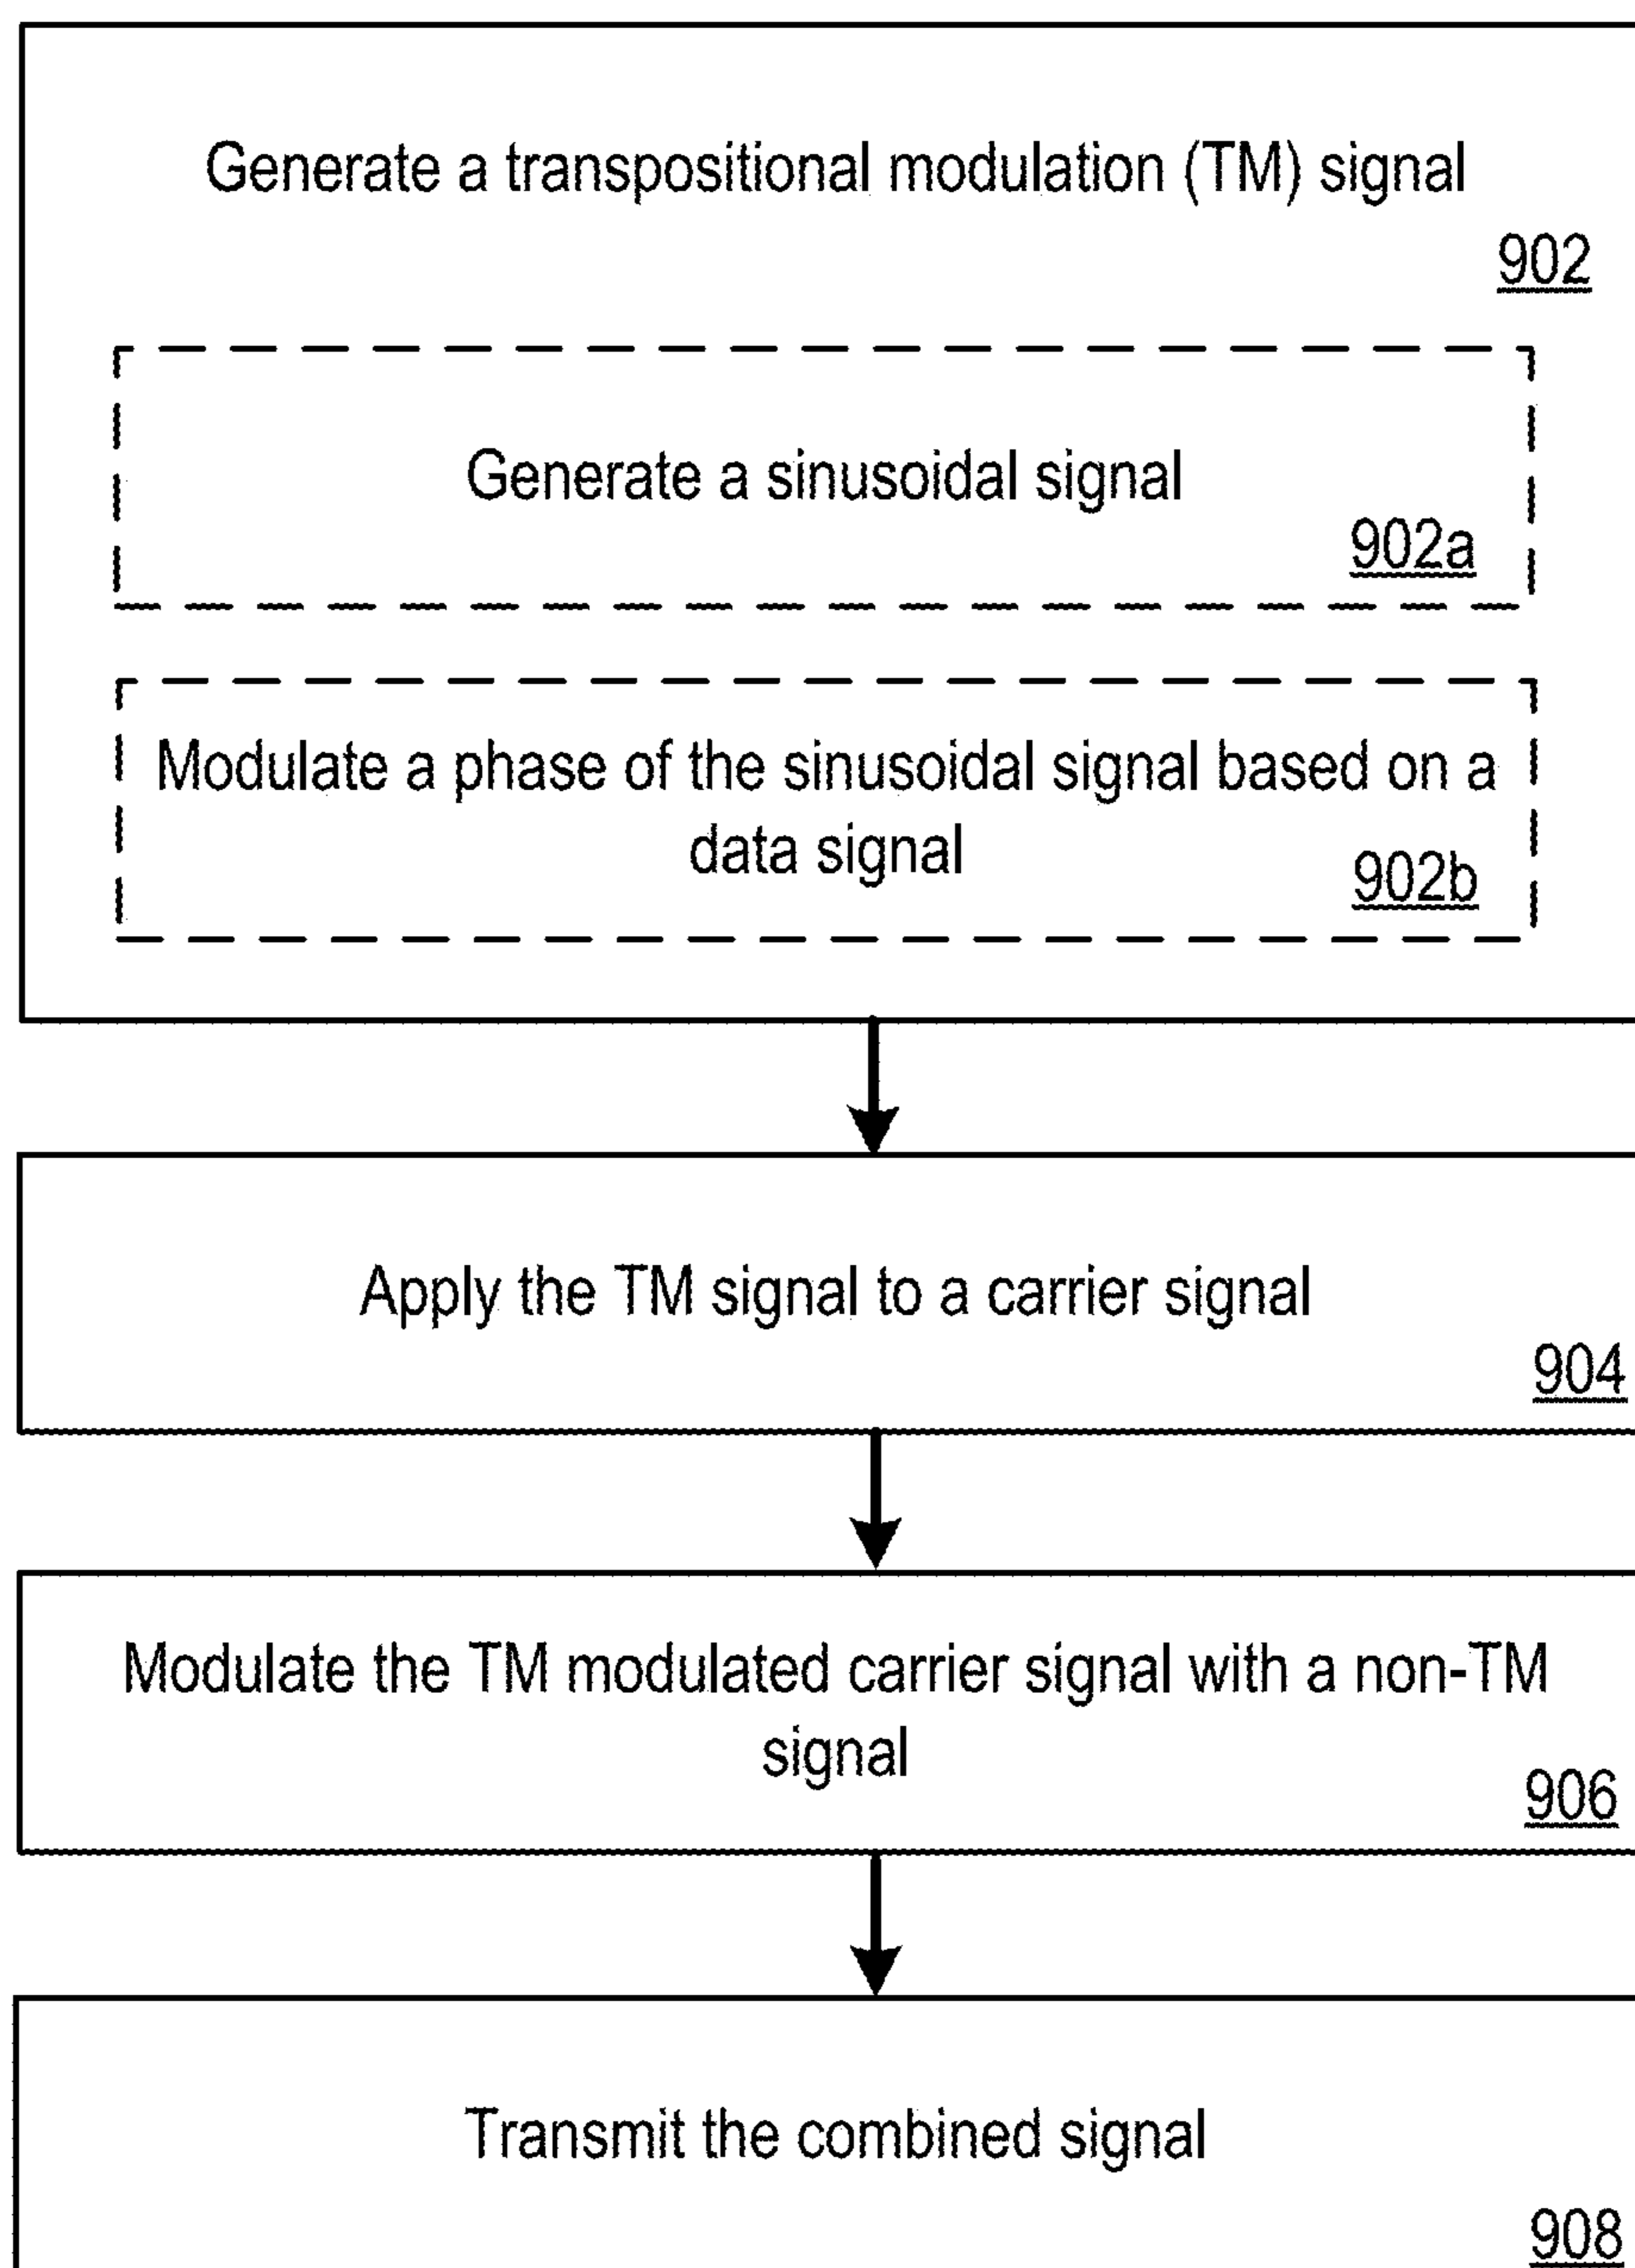 Generate a transpositional modulation (TM) signal
902
Generate a sinusoidal signal
902a
Modulate a phase of the sinusoidal signal based on a
data signal
902b
Apply the TM signal to a carrier signal
904
Modulate the TM modulated carrier signal with a non-TM
signal
906
Transmit the combined signal
908